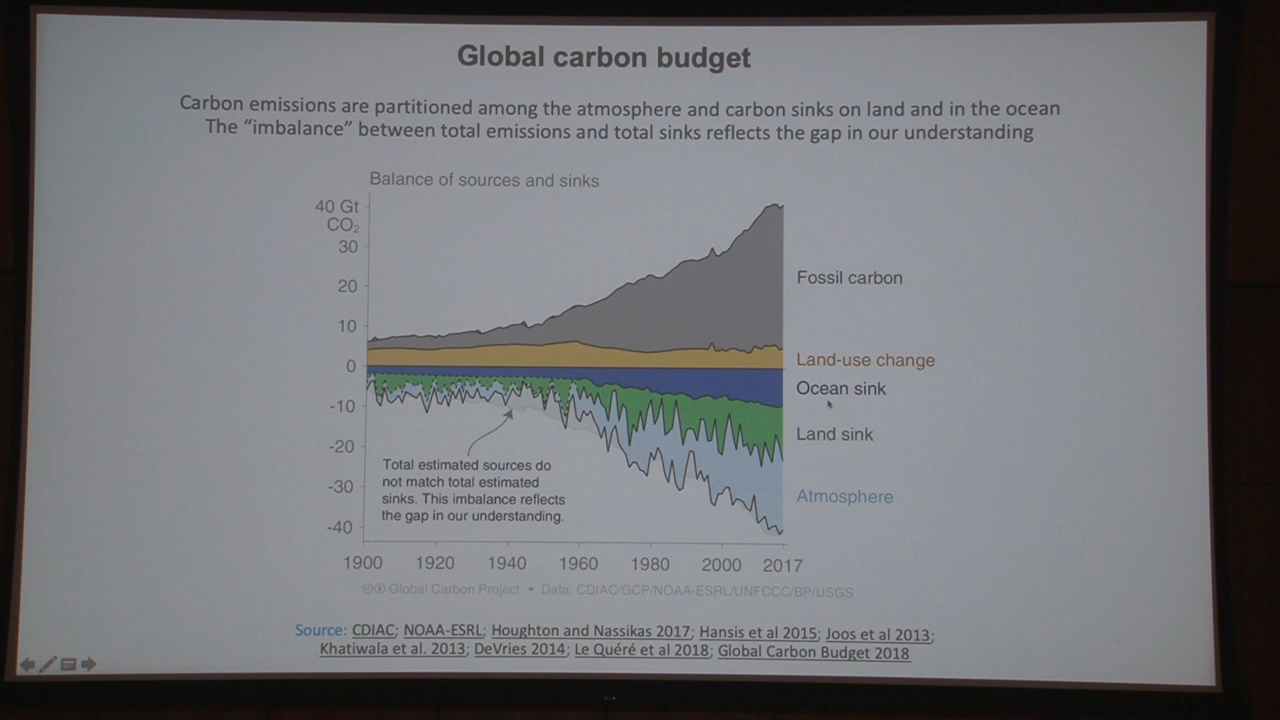 Global carbon budget
Carbon emissions are partitioned among the atmosphere and carbon sinks on land and in the ocean
The “imbalance” between total emissions and total sinks reflects the gap in our understanding
Balance of sources and sinks
40 Gt
CO₂
30
20
10
0
-10
-20
-30
-40
Fossil carbon
Land-use change
Ocean sink
Land sink
Atmosphere
Total estimated sources do
not match total estimated
sinks. This imbalance reflects
the gap in our understanding.
1900 1920 1940 1960 1980 2000 2017
Global Carbon Project • Data: CDIAC/GCP/NOAA-ESRL/UNFCCC/BP/USGS
Source: CDIAC; NOAA-ESRL; Houghton and Nassikas 2017; Hansis et al 2015; Joos et al 2013;
Khatiwala et al. 2013; DeVries 2014; Le Quéré et al 2018; Global Carbon Budget 2018